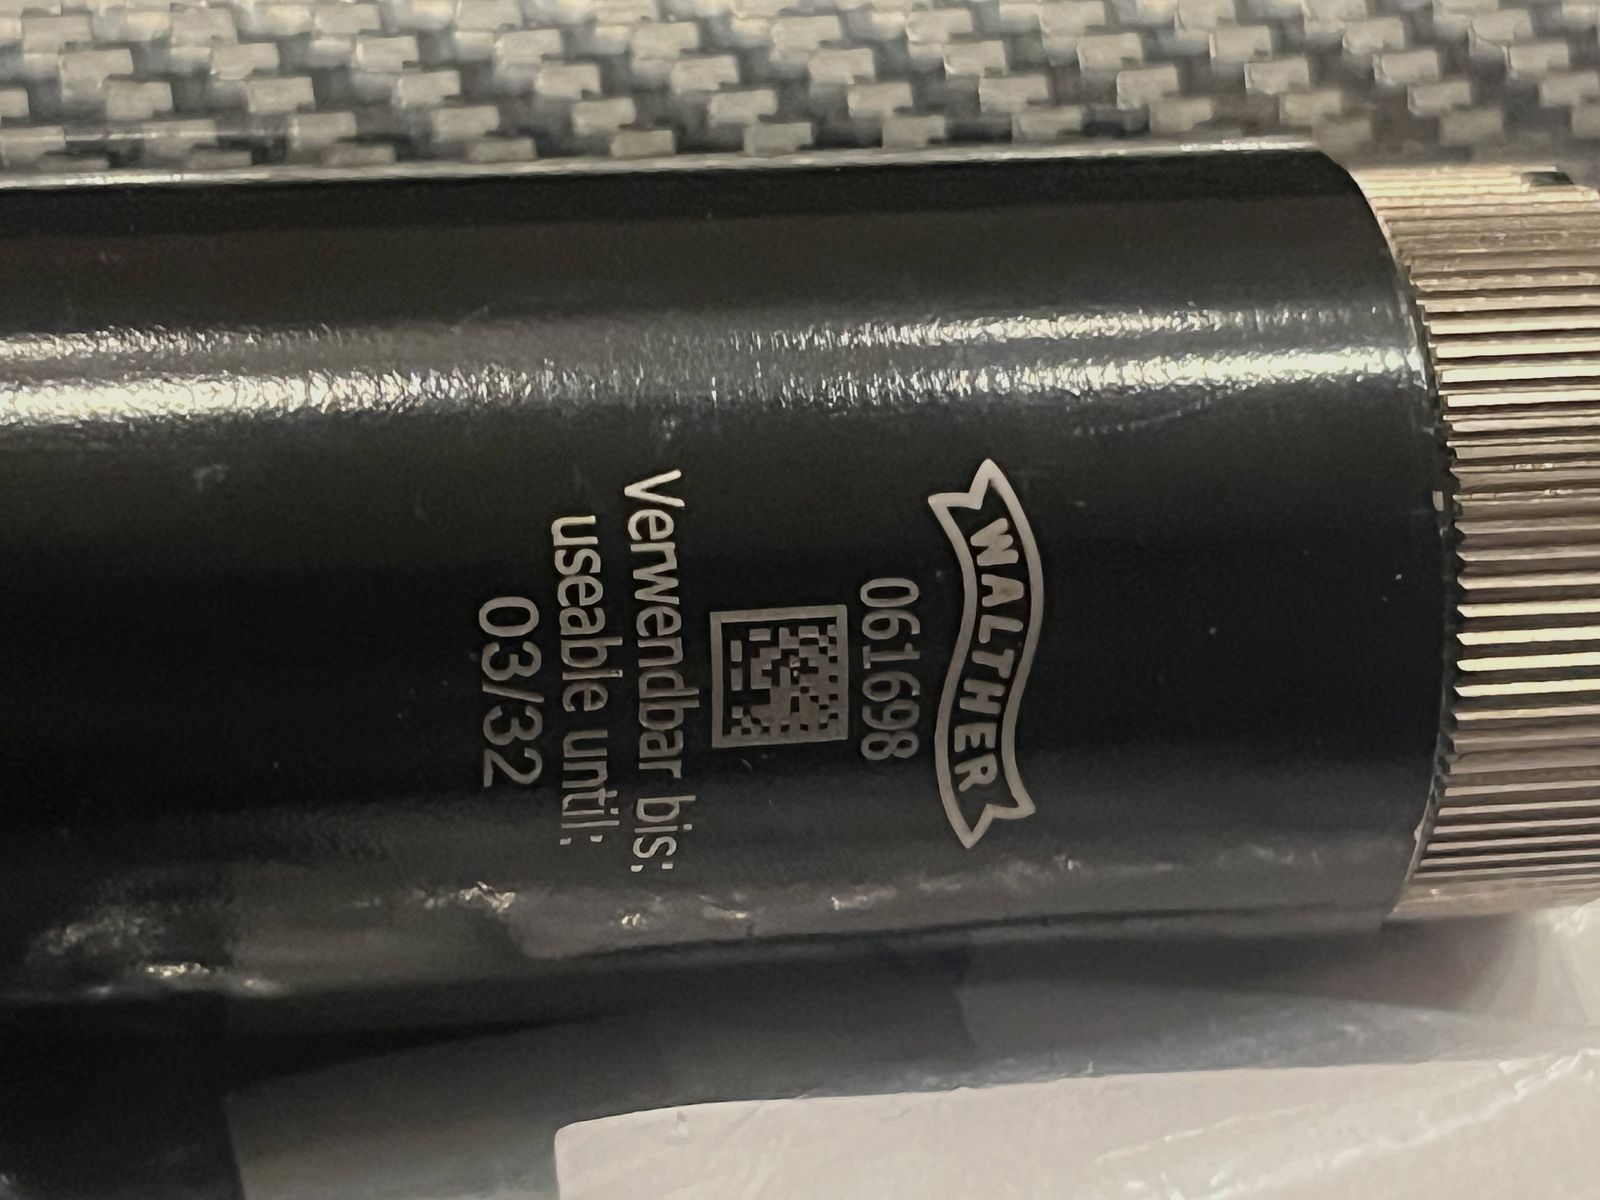 WALTHER
061698
Verwendbar bis:
useable until:
03/32